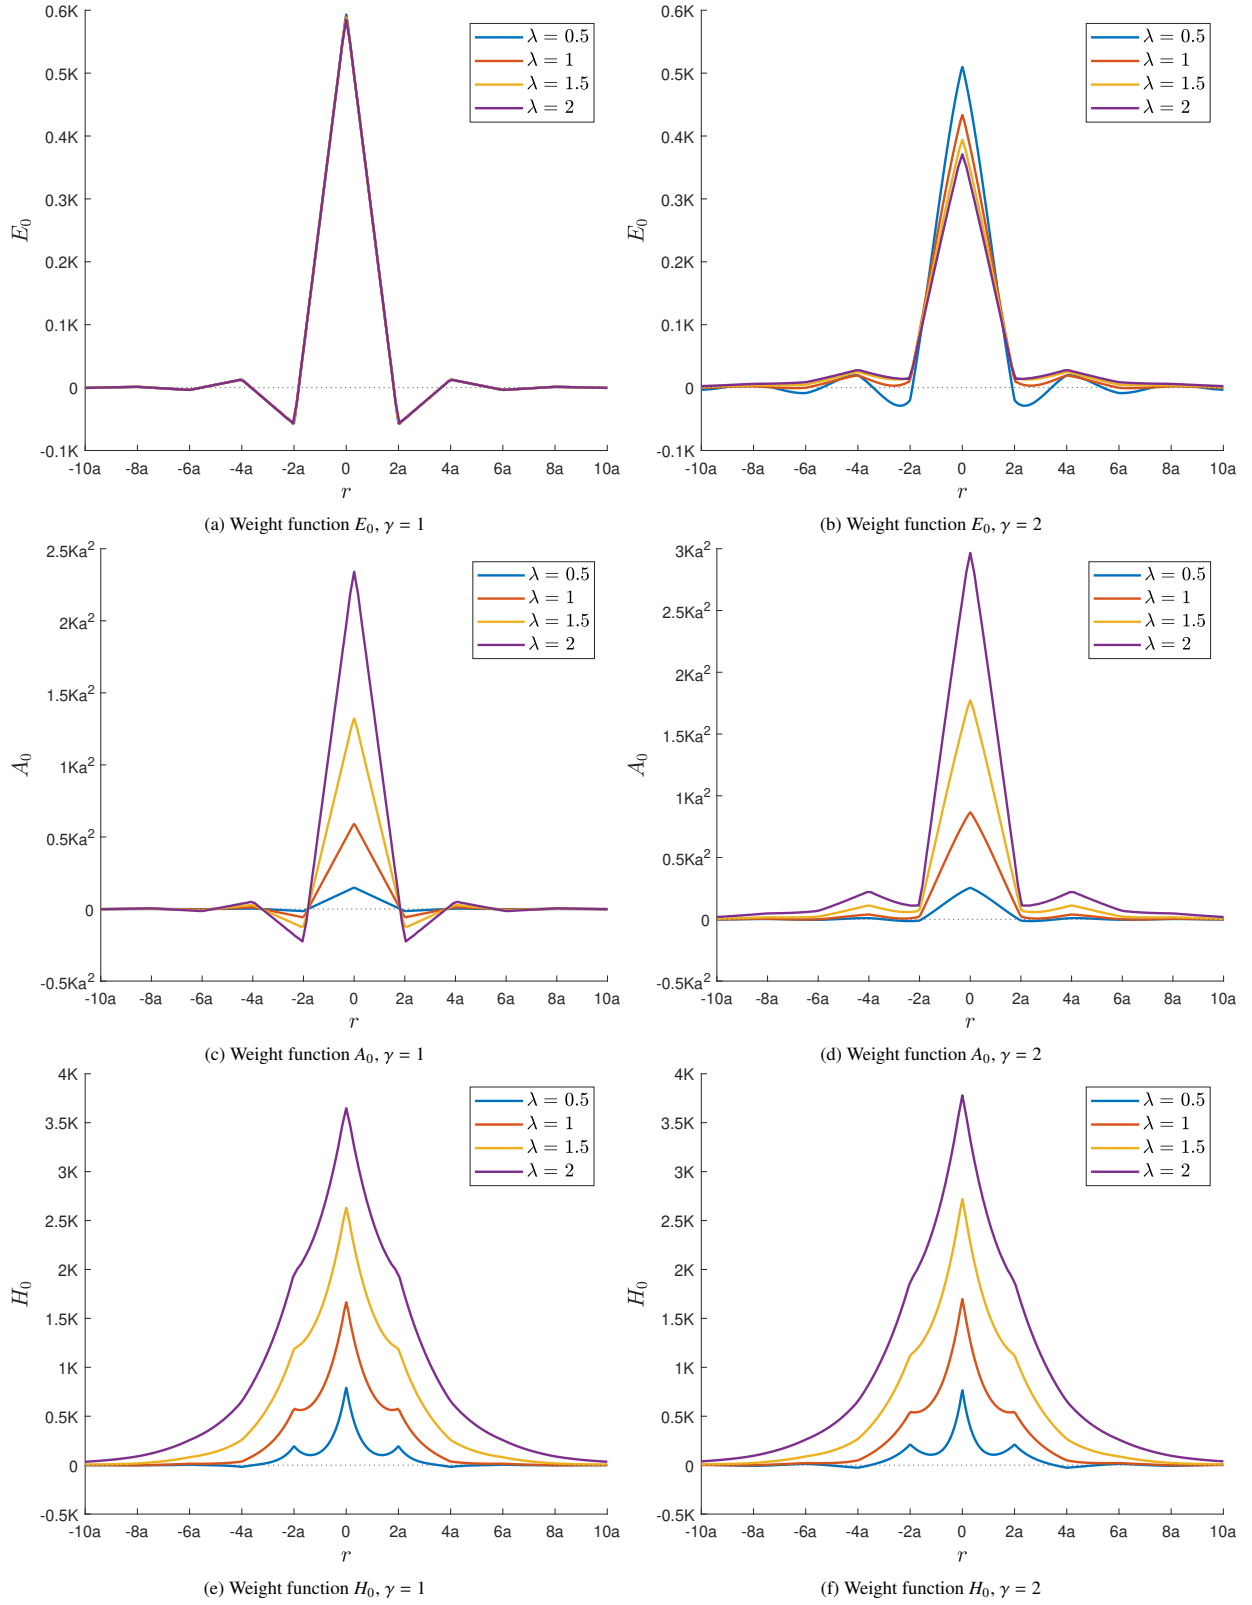 0.6K
0.5K
0.4K
0.3K
0.2K
0.1K
0
-0.1K
E₀
-10a -8a -6a -4a -2a 0 2a 4a 6a 8a 10a
r
λ = 0.5
λ = 1
λ = 1.5
λ = 2
(a) Weight function E₀, γ = 1
0.6K
0.5K
0.4K
0.3K
0.2K
0.1K
0
-0.1K
E₀
-10a -8a -6a -4a -2a 0 2a 4a 6a 8a 10a
r
λ = 0.5
λ = 1
λ = 1.5
λ = 2
(b) Weight function E₀, γ = 2
2.5Ka²
2Ka²
1.5Ka²
1Ka²
0.5Ka²
0
-0.5Ka²
A₀
-10a -8a -6a -4a -2a 0 2a 4a 6a 8a 10a
r
λ = 0.5
λ = 1
λ = 1.5
λ = 2
(c) Weight function A₀, γ = 1
3Ka²
2.5Ka²
2Ka²
1.5Ka²
1Ka²
0.5Ka²
0
-0.5Ka²
A₀
-10a -8a -6a -4a -2a 0 2a 4a 6a 8a 10a
r
λ = 0.5
λ = 1
λ = 1.5
λ = 2
(d) Weight function A₀, γ = 2
4K
3.5K
3K
2.5K
2K
1.5K
1K
0.5K
0
-0.5K
H₀
-10a -8a -6a -4a -2a 0 2a 4a 6a 8a 10a
r
λ = 0.5
λ = 1
λ = 1.5
λ = 2
(e) Weight function H₀, γ = 1
4K
3.5K
3K
2.5K
2K
1.5K
1K
0.5K
0
-0.5K
H₀
-10a -8a -6a -4a -2a 0 2a 4a 6a 8a 10a
r
λ = 0.5
λ = 1
λ = 1.5
λ = 2
(f) Weight function H₀, γ = 2